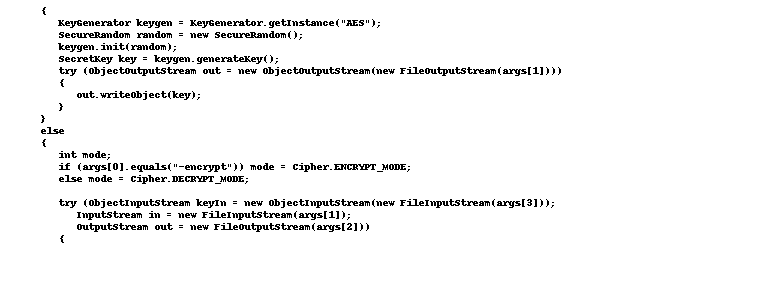 {
KeyGenerator keygen = KeyGenerator.getInstance("AES");
SecureRandom random = new SecureRandom();
keygen.init(random);
SecretKey key = keygen.generateKey();
try (ObjectOutputStream out = new ObjectOutputStream(new FileOutputStream(args[1])))
{
out.writeObject(key);
}
}
else
{
int mode;
if (args[0].equals("-encrypt")) mode = Cipher.ENCRYPT_MODE;
else mode = Cipher.DECRYPT_MODE;
try (ObjectInputStream keyIn = new ObjectInputStream(new FileInputStream(args[3]));
InputStream in = new FileInputStream(args[1]);
OutputStream out = new FileOutputStream(args[2]))
{